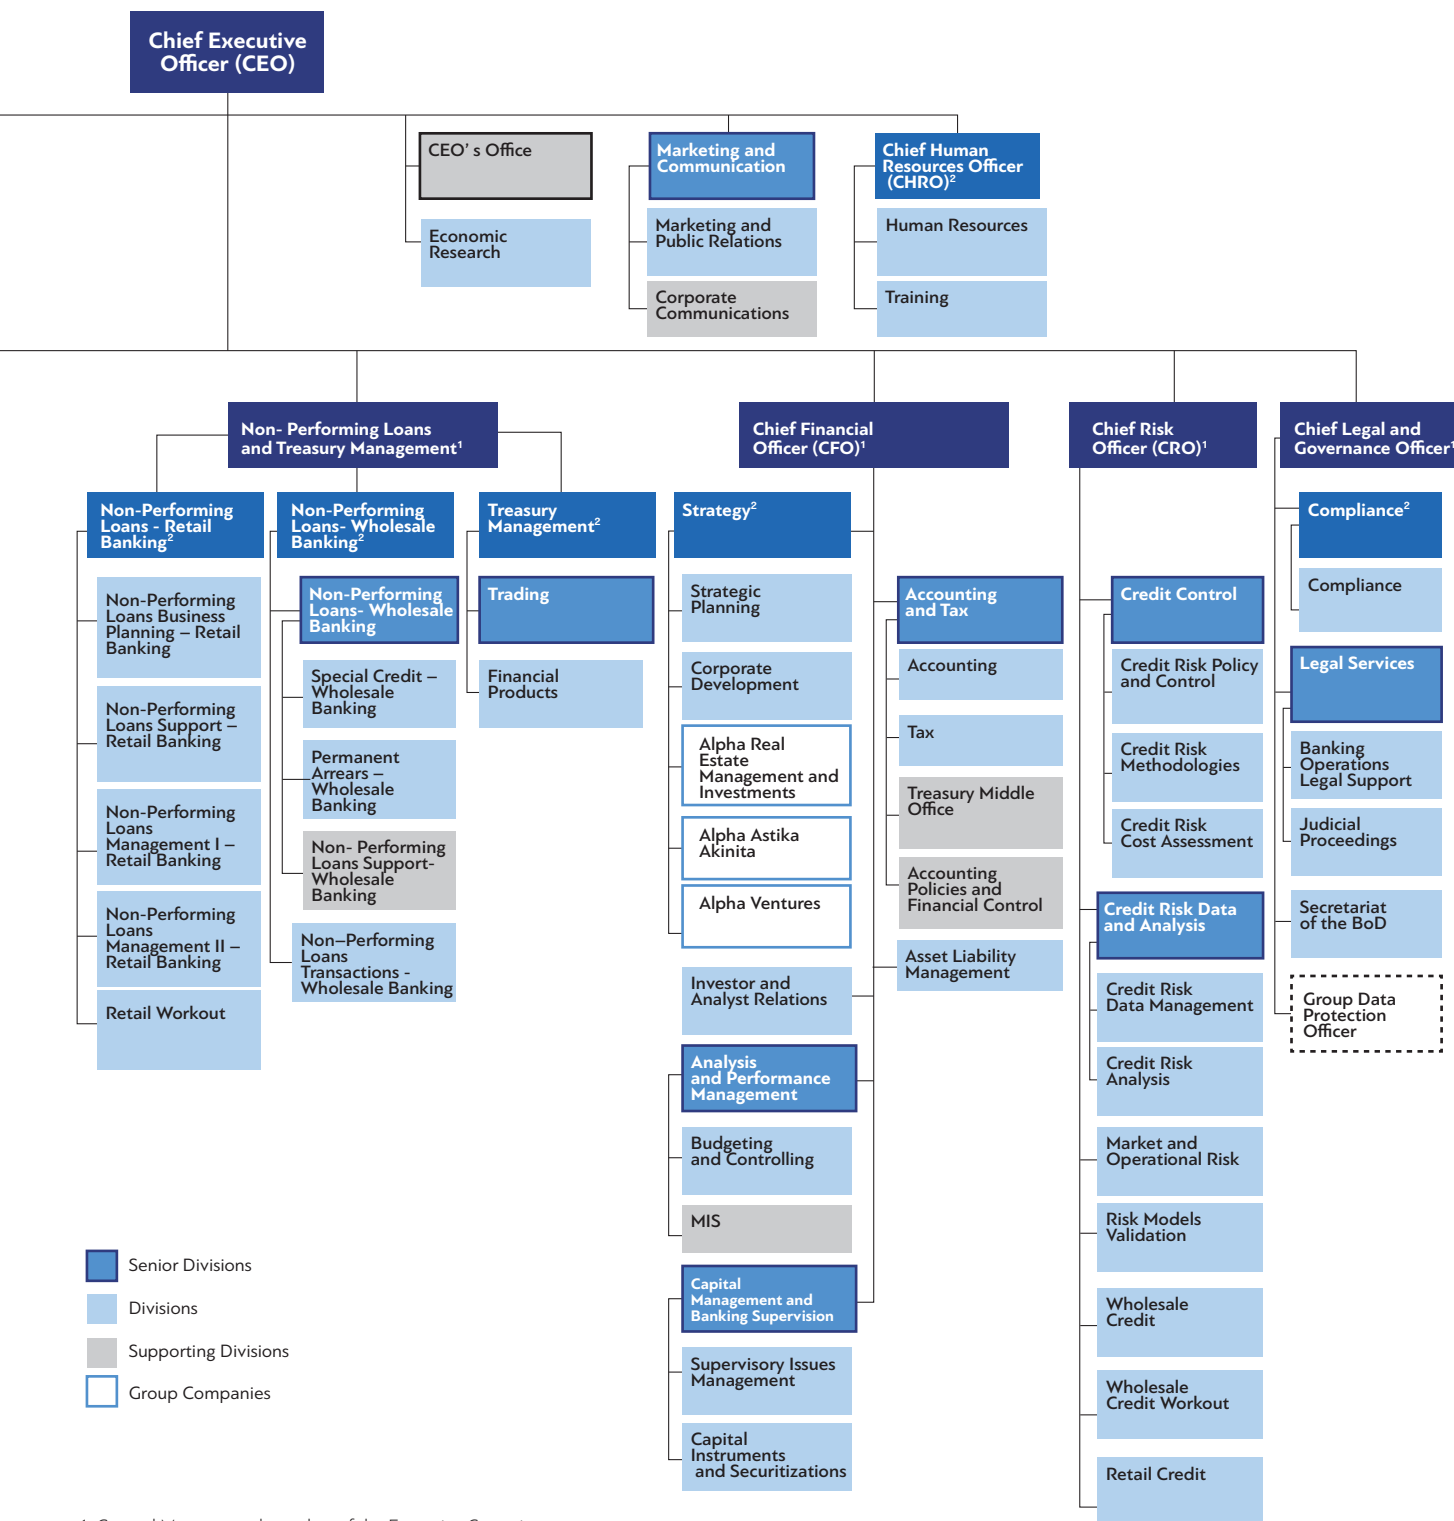 Chief Executive
Officer (CEO)
CEO’ s Office
Economic
Research
Marketing and
Communication
Marketing and
Public Relations
Corporate
Communications
Chief Human
Resources Officer
(CHRO)²
Human Resources
Training
Non- Performing Loans
and Treasury Management¹
Non-Performing
Loans - Retail
Banking²
Non-Performing
Loans Business
Planning – Retail
Banking
Non-Performing
Loans Support –
Retail Banking
Non-Performing
Loans
Management I –
Retail Banking
Non-Performing
Loans
Management II –
Retail Banking
Retail Workout
Non-Performing
Loans- Wholesale
Banking²
Non-Performing
Loans- Wholesale
Banking
Special Credit –
Wholesale
Banking
Permanent
Arrears –
Wholesale
Banking
Non- Performing
Loans Support-
Wholesale
Banking
Non–Performing
Loans
Transactions -
Wholesale Banking
Treasury
Management²
Trading
Financial
Products
Chief Financial
Officer (CFO)¹
Strategy²
Strategic
Planning
Corporate
Development
Alpha Real
Estate
Management and
Investments
Alpha Astika
Akinita
Alpha Ventures
Investor and
Analyst Relations
Analysis
and Performance
Management
Budgeting
and Controlling
MIS
Capital
Management and
Banking Supervision
Supervisory Issues
Management
Capital
Instruments
and Securitizations
Accounting
and Tax
Accounting
Tax
Treasury Middle
Office
Accounting
Policies and
Financial Control
Asset Liability
Management
Chief Risk
Officer (CRO)¹
Credit Control
Credit Risk Policy
and Control
Credit Risk
Methodologies
Credit Risk
Cost Assessment
Credit Risk Data
and Analysis
Credit Risk
Data Management
Credit Risk
Analysis
Market and
Operational Risk
Risk Models
Validation
Wholesale
Credit
Wholesale
Credit Workout
Retail Credit
Chief Legal and
Governance Officer¹
Compliance²
Compliance
Legal Services
Banking
Operations
Legal Support
Judicial
Proceedings
Secretariat
of the BoD
Group Data
Protection
Officer
Senior Divisions
Divisions
Supporting Divisions
Group Companies